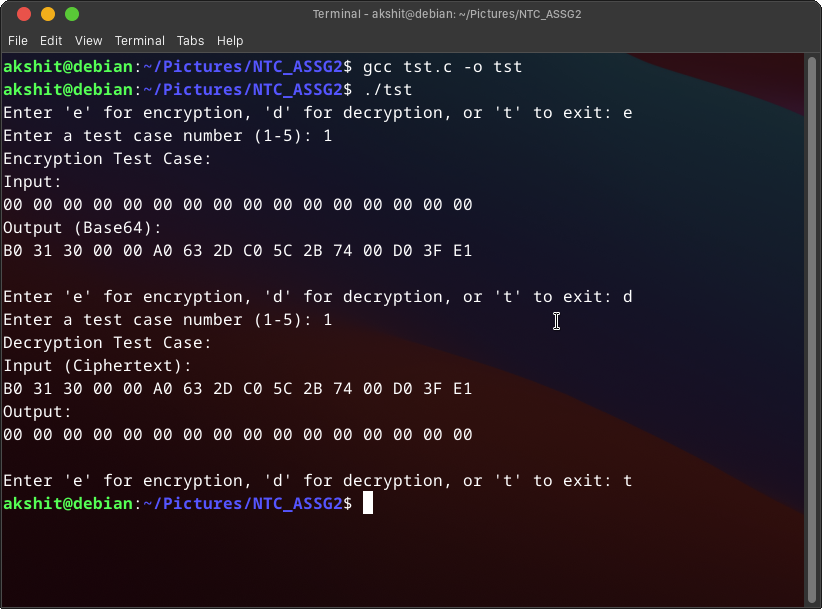 Terminal - akshit@debian: ~/Pictures/NTC_ASSG2
File Edit View Terminal Tabs Help
akshit@debian:~/Pictures/NTC_ASSG2$ gcc tst.c -o tst
akshit@debian:~/Pictures/NTC_ASSG2$ ./tst
Enter 'e' for encryption, 'd' for decryption, or 't' to exit: e
Enter a test case number (1-5): 1
Encryption Test Case:
Input:
00 00 00 00 00 00 00 00 00 00 00 00 00 00 00 00
Output (Base64):
B0 31 30 00 00 A0 63 2D C0 5C 2B 74 00 D0 3F E1

Enter 'e' for encryption, 'd' for decryption, or 't' to exit: d
Enter a test case number (1-5): 1
Decryption Test Case:
Input (Ciphertext):
B0 31 30 00 00 A0 63 2D C0 5C 2B 74 00 D0 3F E1
Output:
00 00 00 00 00 00 00 00 00 00 00 00 00 00 00 00

Enter 'e' for encryption, 'd' for decryption, or 't' to exit: t
akshit@debian:~/Pictures/NTC_ASSG2$